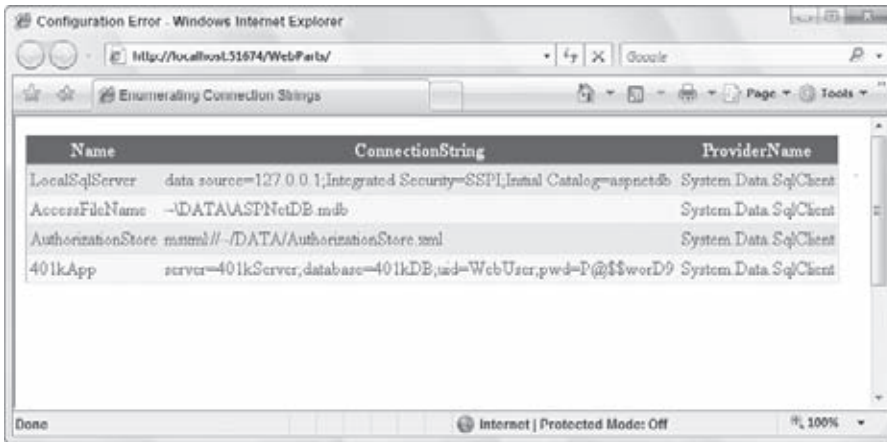 Configuration Error - Windows Internet Explorer
http://localhost:51674/WebParts/ Google
Enumerating Connection Strings Page Tools
Name ConnectionString ProviderName
LocalSqlServer data source=127.0.0.1;Integrated Security=SSPI;Initial Catalog=aspnetdb System.Data.SqlClient
AccessFileName ~\DATA\ASPNetDB.mdb System.Data.SqlClient
AuthorizationStore msxml://~/DATA/AuthorizationStore.xml System.Data.SqlClient
401kApp server=401kServer;database=401kDB;uid=WebUser;pwd=P@$$worD9 System.Data.SqlClient
Done Internet | Protected Mode: Off 100%